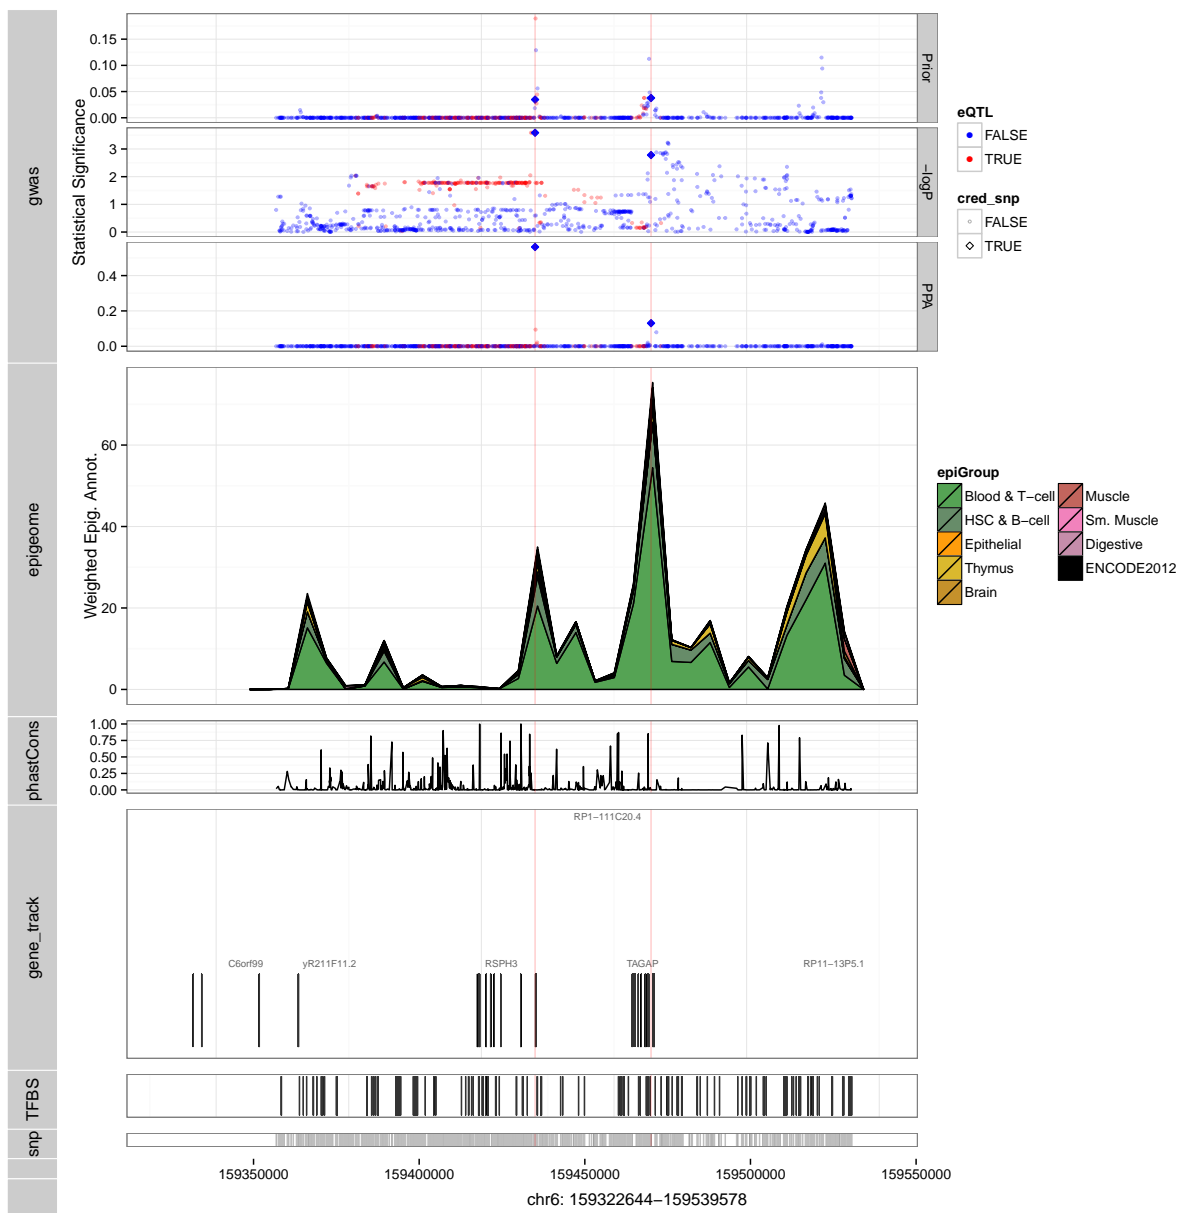 gwas
Statistical Significance
0.15
0.10
0.05
0.00
Prior
3
2
1
0
-logP
0.4
0.2
0.0
PPA
eQTL
FALSE
TRUE
cred_snp
FALSE
TRUE
epigeome
Weighted Epig. Annot.
60
40
20
0
epiGroup
Blood & T-cell
HSC & B-cell
Epithelial
Thymus
Brain
Muscle
Sm. Muscle
Digestive
ENCODE2012
phastCons
1.00
0.75
0.50
0.25
0.00
gene_track
RP1-111C20.4
C6orf99 yR211F11.2 RSPH3 TAGAP RP11-13P5.1
TFBS
snp
159350000 159400000 159450000 159500000 159550000
chr6: 159322644-159539578